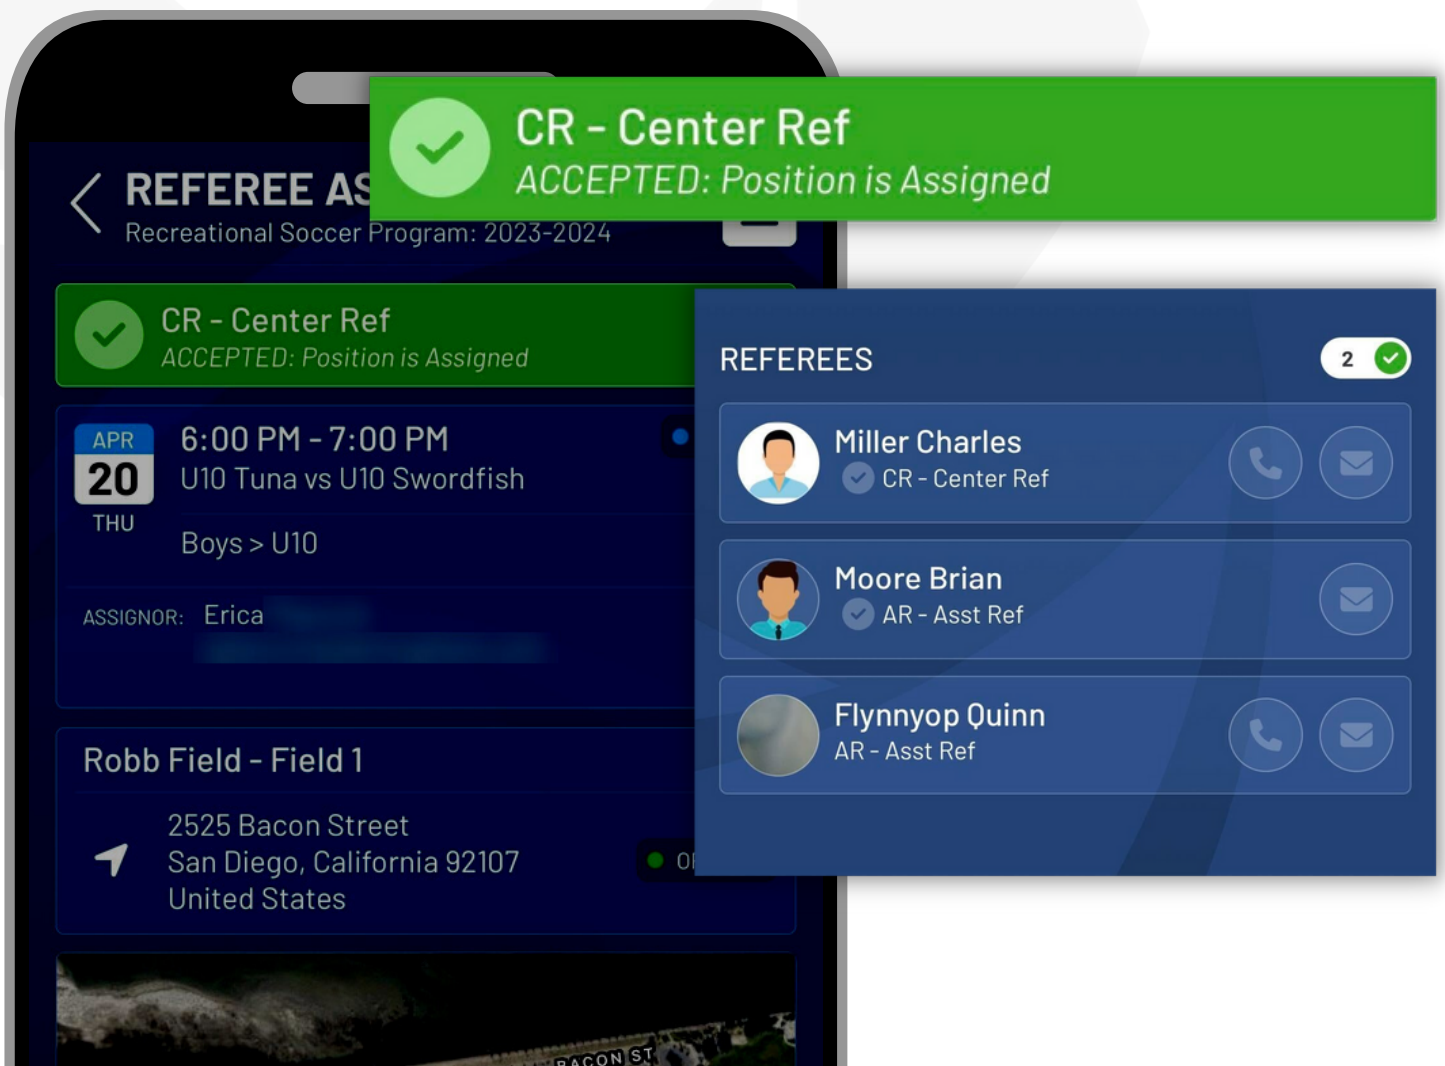 CR - Center Ref
ACCEPTED: Position is Assigned
REFEREE AS
Recreational Soccer Program: 2023-2024
CR - Center Ref
ACCEPTED: Position is Assigned
APR
20
THU
6:00 PM - 7:00 PM
U10 Tuna vs U10 Swordfish
Boys > U10
ASSIGNOR: Erica
Robb Field - Field 1
2525 Bacon Street
San Diego, California 92107
United States
BACON ST
REFEREES
2
Miller Charles
CR - Center Ref
Moore Brian
AR - Asst Ref
Flynnyop Quinn
AR - Asst Ref